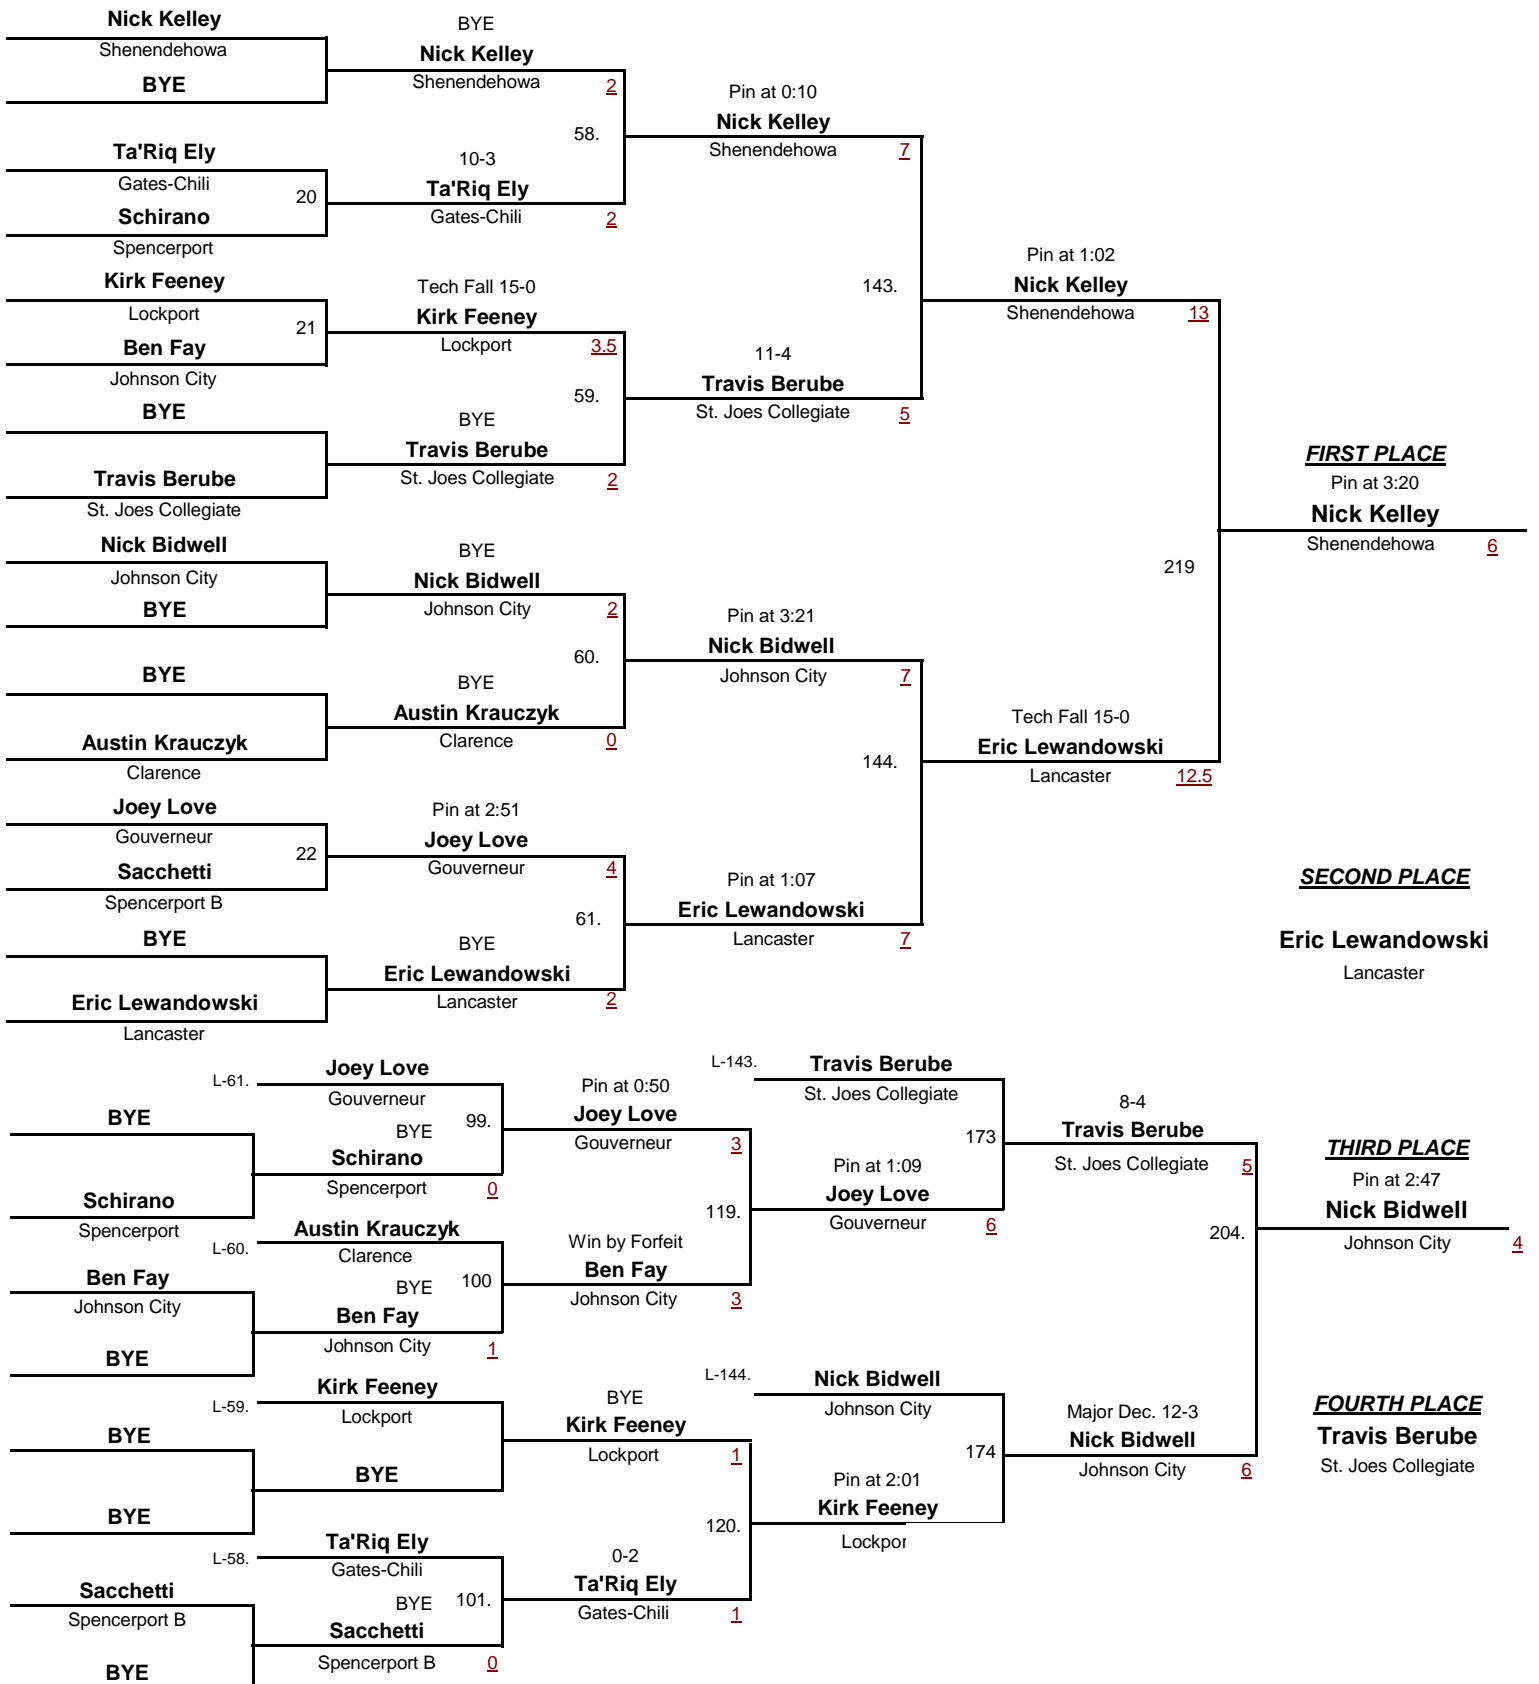 Nick Kelley
Shenendehowa
BYE
Ta'Riq Ely
Gates-Chili
20
Schirano
Spencerport
Kirk Feeney
Lockport
21
Ben Fay
Johnson City
BYE
Travis Berube
St. Joes Collegiate
Nick Bidwell
Johnson City
BYE
BYE
Austin Krauczyk
Clarence
Joey Love
Gouverneur
22
Sacchetti
Spencerport B
BYE
Eric Lewandowski
Lancaster
BYE
Nick Kelley
Shenendehowa
2
58.
10-3
Ta'Riq Ely
Gates-Chili
2
Tech Fall 15-0
Kirk Feeney
Lockport
3.5
59.
BYE
Travis Berube
St. Joes Collegiate
2
BYE
Nick Bidwell
Johnson City
2
60.
BYE
Austin Krauczyk
Clarence
0
Pin at 2:51
Joey Love
Gouverneur
4
61.
BYE
Eric Lewandowski
Lancaster
2
Pin at 0:10
Nick Kelley
Shenendehowa
7
143.
11-4
Travis Berube
St. Joes Collegiate
5
Pin at 3:21
Nick Bidwell
Johnson City
7
144.
Pin at 1:07
Eric Lewandowski
Lancaster
7
Pin at 1:02
Nick Kelley
Shenendehowa
13
219
Tech Fall 15-0
Eric Lewandowski
Lancaster
12.5
FIRST PLACE
Pin at 3:20
Nick Kelley
Shenendehowa
6
SECOND PLACE
Eric Lewandowski
Lancaster
BYE
Schirano
Spencerport
Ben Fay
Johnson City
BYE
BYE
BYE
Sacchetti
Spencerport B
BYE
L-61.
Joey Love
Gouverneur
99.
BYE
Schirano
Spencerport
0
L-60.
Austin Krauczyk
Clarence
100
BYE
Ben Fay
Johnson City
1
L-59.
Kirk Feeney
Lockport
BYE
L-58.
Ta'Riq Ely
Gates-Chili
101.
BYE
Sacchetti
Spencerport B
0
Pin at 0:50
Joey Love
Gouverneur
3
119.
Win by Forfeit
Ben Fay
Johnson City
3
BYE
Kirk Feeney
Lockport
1
120.
0-2
Ta'Riq Ely
Gates-Chili
1
L-143.
Travis Berube
St. Joes Collegiate
173
Pin at 1:09
Joey Love
Gouverneur
6
L-144.
Nick Bidwell
Johnson City
174
Pin at 2:01
Kirk Feeney
Lockpor
8-4
Travis Berube
St. Joes Collegiate
5
204.
Major Dec. 12-3
Nick Bidwell
Johnson City
6
THIRD PLACE
Pin at 2:47
Nick Bidwell
Johnson City
4
FOURTH PLACE
Travis Berube
St. Joes Collegiate